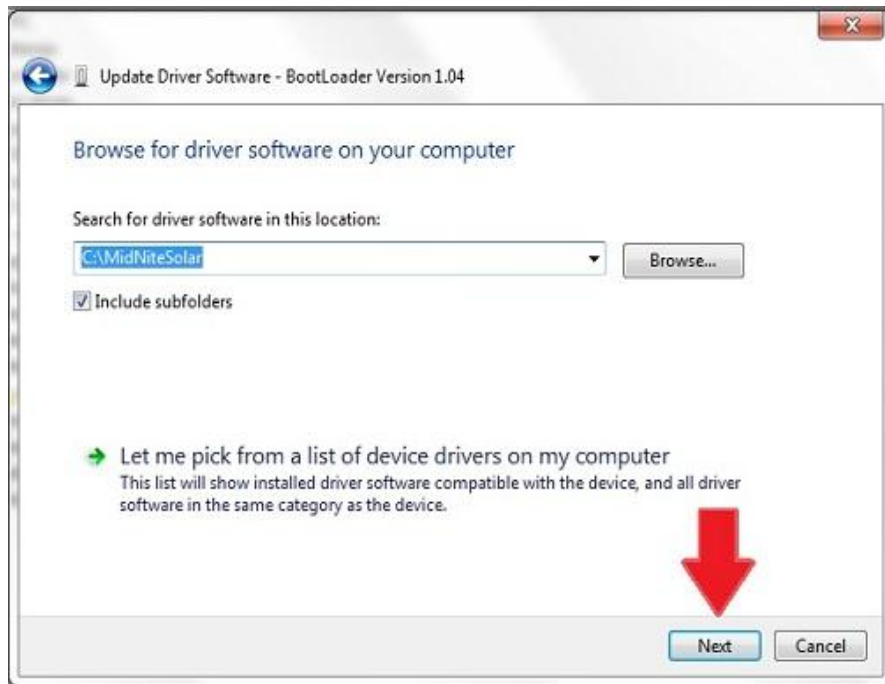 Update Driver Software - BootLoader Version 1.04
Browse for driver software on your computer
Search for driver software in this location:
C:\MidNiteSolar
Browse...
Include subfolders
Let me pick from a list of device drivers on my computer
This list will show installed driver software compatible with the device, and all driver
software in the same category as the device.
Next
Cancel